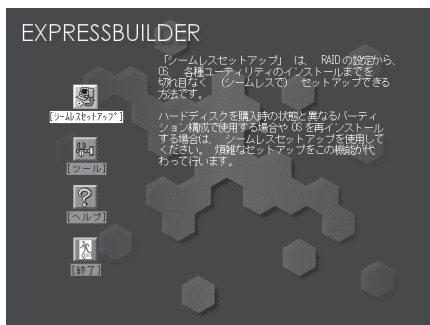 EXPRESSBUILDER
「シームレスセットアップ」 は、 RAIDの設定から、
OS、 各種ユーティリティのインストールまでを
切れ目なく (シームレスで) セットアップできる
方法です。
ハードディスクを購入時の状態と異なるパーティ
ション構成で使用する場合や OSを再インストール
する場合は、 シームレスセットアップを使用して
ください。 煩雑なセットアップをこの機能が代
わって行います。
[シームレスセットアップ]
[ツール]
[ヘルプ]
[終了]